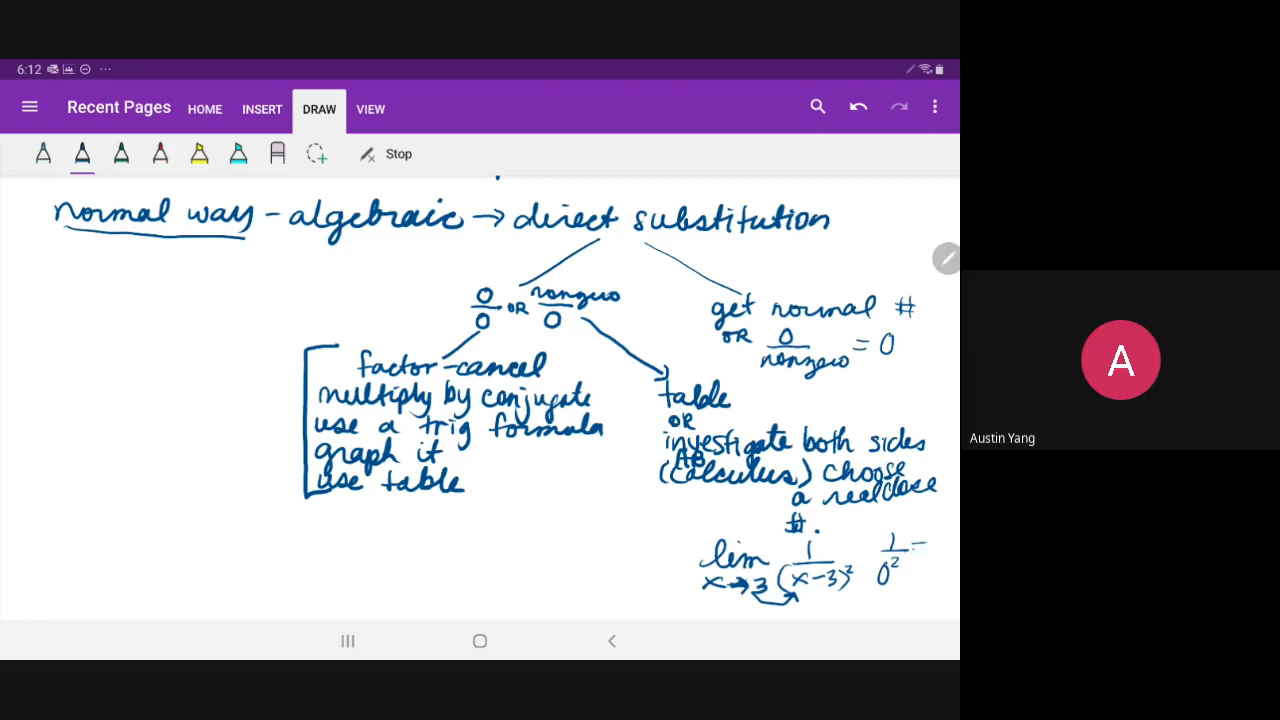 6:12
Recent Pages HOME INSERT DRAW VIEW
Stop
normal way - algebraic → direct substitution
0/0 OR nonzero/0
get normal #
OR 0/nonzero = 0
factor - cancel
multiply by conjugate
use a trig formula
graph it
use table
table
OR
investigate both sides
AB
(Calculus) choose
a real close
#.
lim x→3 1/(x-3)² 1/0² =
A
Austin Yang